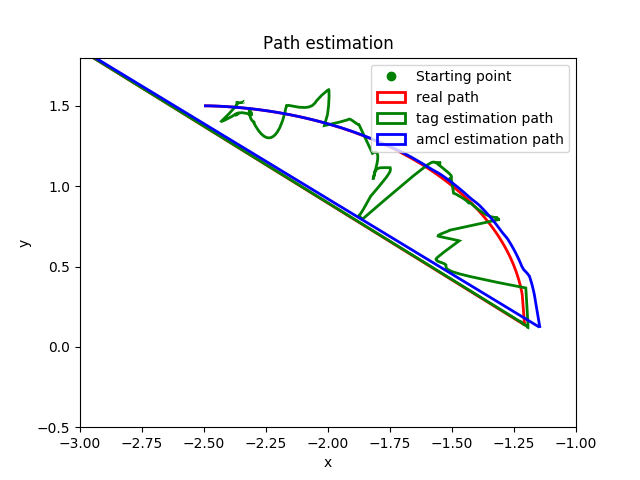 Path estimation
Starting point
real path
tag estimation path
amcl estimation path
1.5
1.0
0.5
0.0
−0.5
y
−3.00 −2.75 −2.50 −2.25 −2.00 −1.75 −1.50 −1.25 −1.00
x